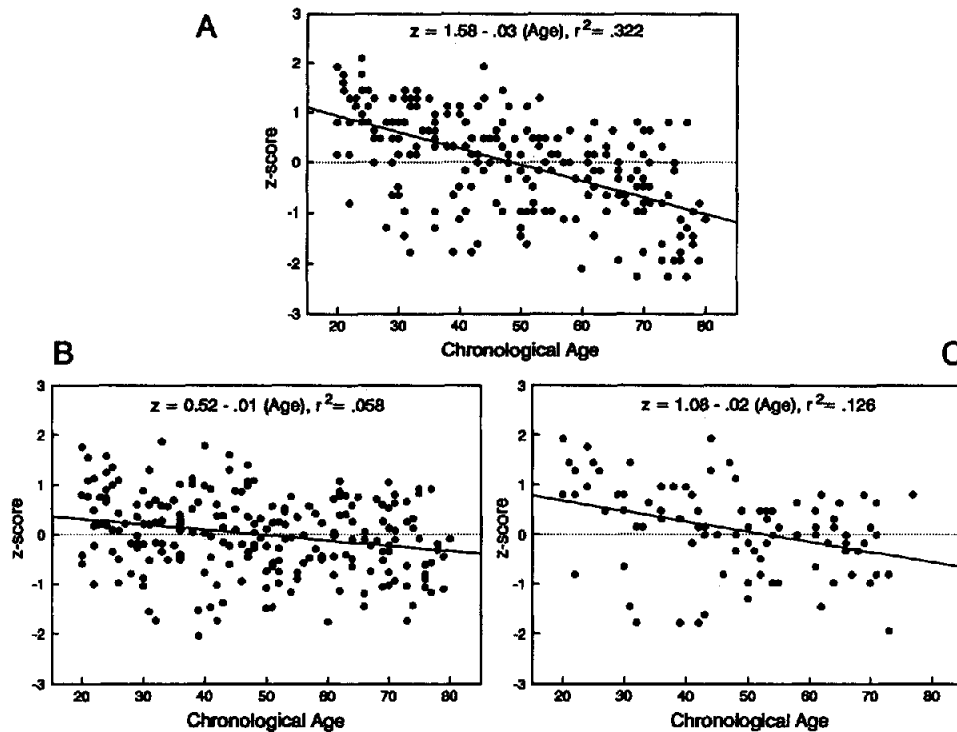 A
z = 1.58 - .03 (Age), r²= .322
3
2
1
0
-1
-2
-3
z-score
20 30 40 50 60 70 80
Chronological Age
B
z = 0.52 - .01 (Age), r²= .058
3
2
1
0
-1
-2
-3
z-score
20 30 40 50 60 70 80
Chronological Age
C
z = 1.08 - .02 (Age), r²= .126
3
2
1
0
-1
-2
-3
z-score
20 30 40 50 60 70 80
Chronological Age